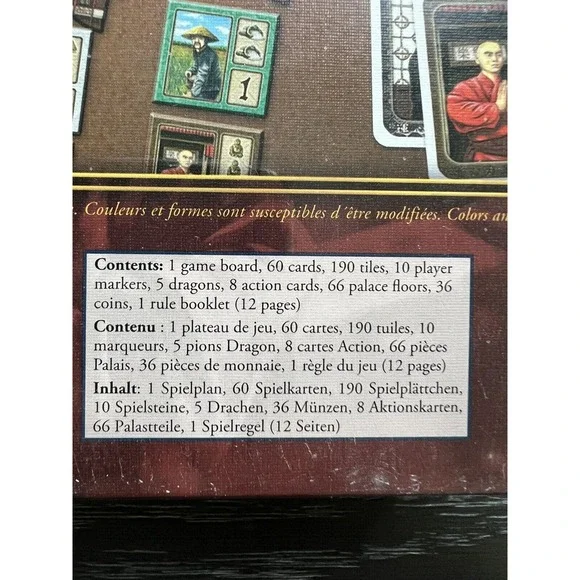 1
Couleurs et formes sont susceptibles d´être modifiées. Colors an
Contents: 1 game board, 60 cards, 190 tiles, 10 player
markers, 5 dragons, 8 action cards, 66 palace floors, 36
coins, 1 rule booklet (12 pages)
Contenu : 1 plateau de jeu, 60 cartes, 190 tuiles, 10
marqueurs, 5 pions Dragon, 8 cartes Action, 66 pièces
Palais, 36 pièces de monnaie, 1 règle du jeu (12 pages)
Inhalt: 1 Spielplan, 60 Spielkarten, 190 Spielplättchen,
10 Spielsteine, 5 Drachen, 36 Münzen, 8 Aktionskarten,
66 Palastteile, 1 Spielregel (12 Seiten)